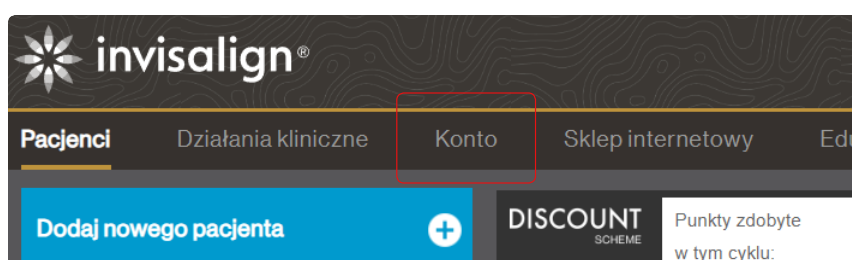 invisalign®
Pacjenci Działania kliniczne Konto Sklep internetowy
Dodaj nowego pacjenta
DISCOUNT
SCHEME
Punkty zdobyte
w tym cyklu: